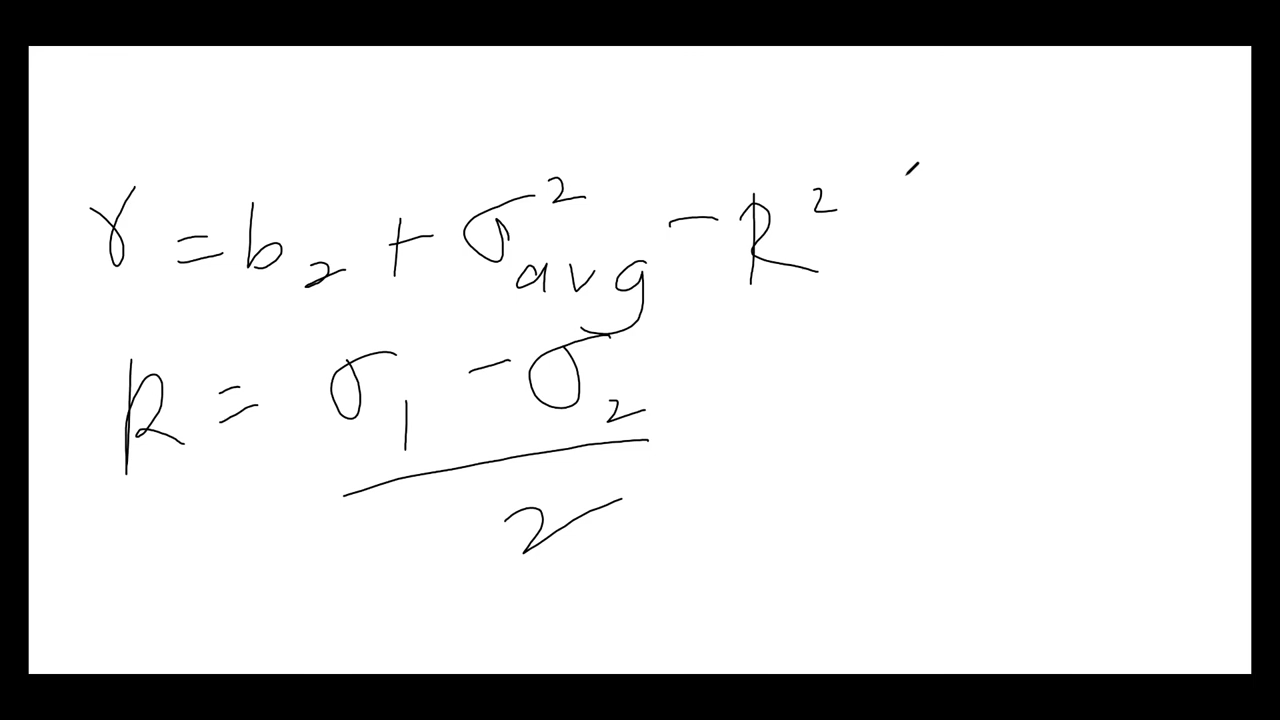 γ = b₂ + σ²avg - R²
R = (σ₁ - σ₂) / 2